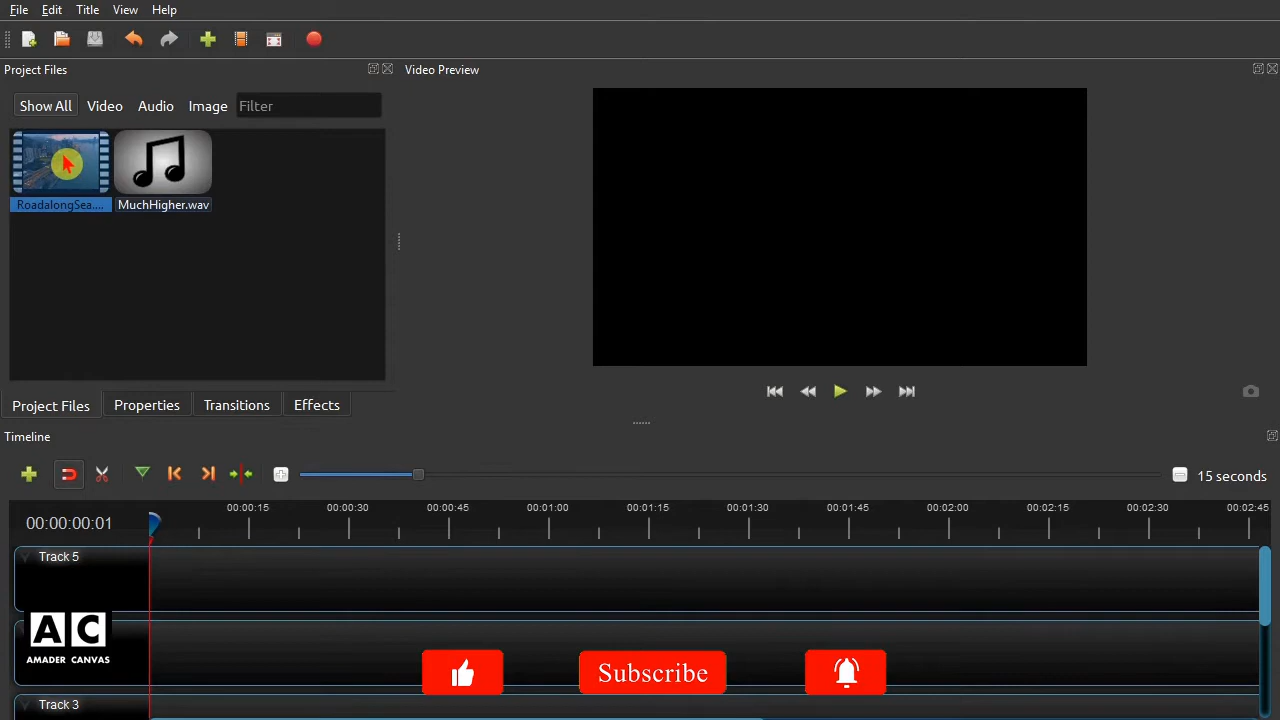 File Edit Title View Help
Project Files
Video Preview
Show All Video Audio Image Filter
RoadalongSea.... MuchHigher.wav
Project Files Properties Transitions Effects
Timeline
15 seconds
00:00:00:01 00:00:15 00:00:30 00:00:45 00:01:00 00:01:15 00:01:30 00:01:45 00:02:00 00:02:15 00:02:30 00:02:45
Track 5
AC
AMADER CANVAS
Subscribe
Track 3